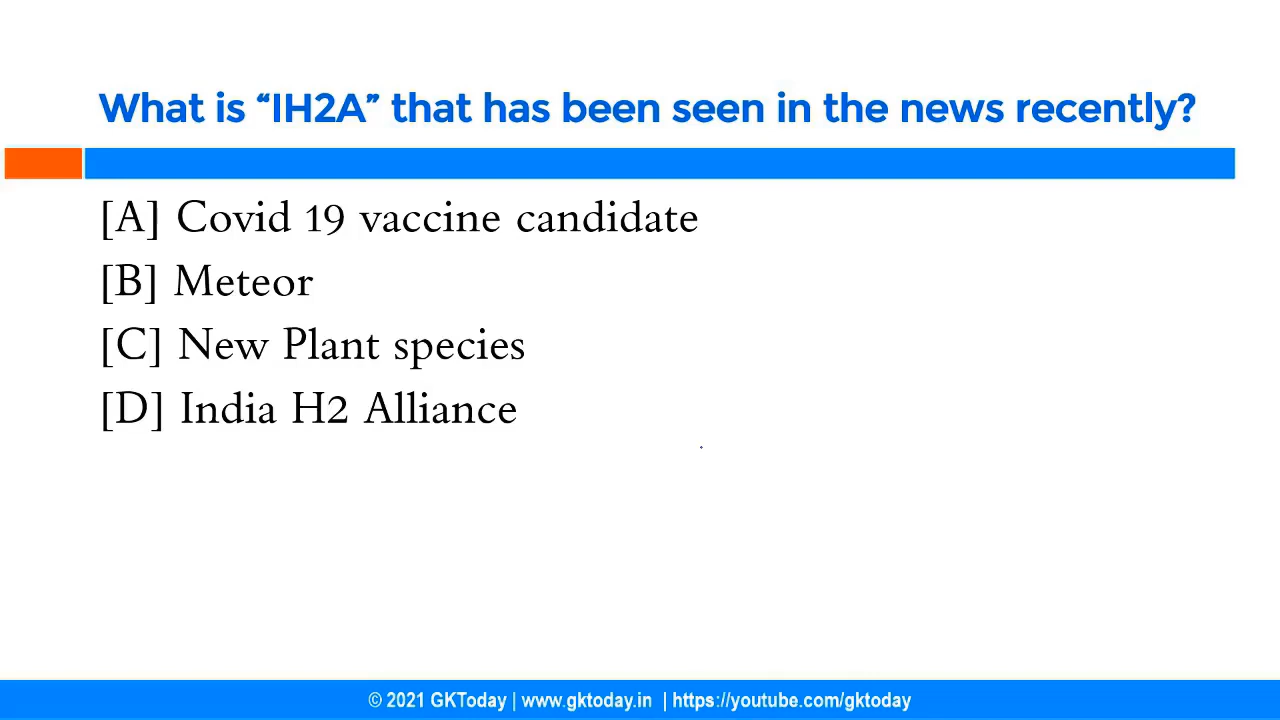 What is “IH2A” that has been seen in the news recently?
[A] Covid 19 vaccine candidate
[B] Meteor
[C] New Plant species
[D] India H2 Alliance
© 2021 GKToday | www.gktoday.in | https://youtube.com/gktoday